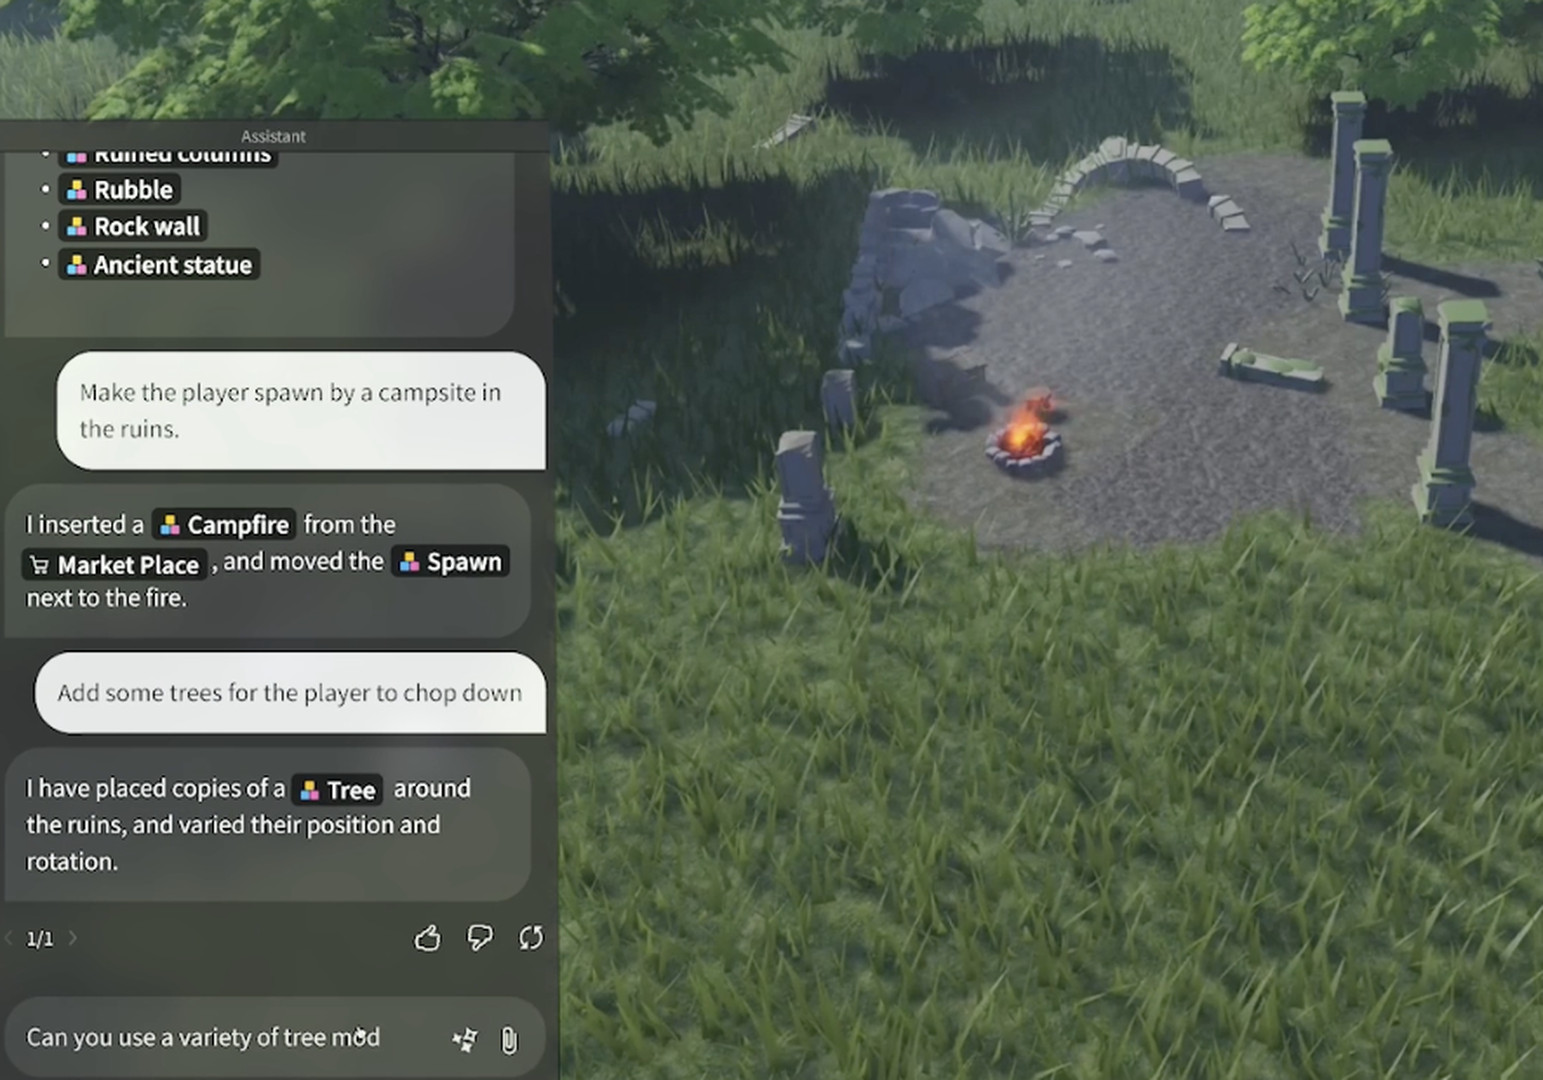 Assistant
Ruined columns
Rubble
Rock wall
Ancient statue
Make the player spawn by a campsite in
the ruins.
I inserted a Campfire from the
Market Place , and moved the Spawn
next to the fire.
Add some trees for the player to chop down
I have placed copies of a Tree around
the ruins, and varied their position and
rotation.
1/1
Can you use a variety of tree mod